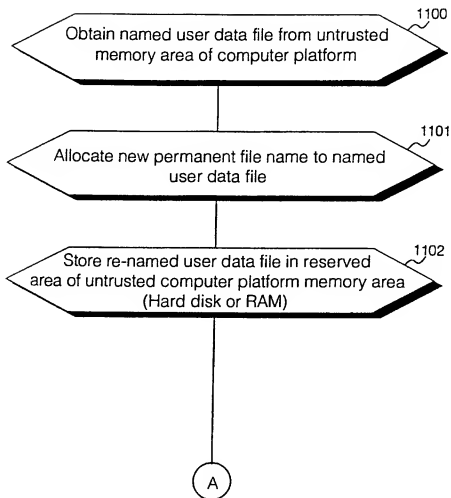 1100
Obtain named user data file from untrusted
memory area of computer platform
1101
Allocate new permanent file name to named
user data file
1102
Store re-named user data file in reserved
area of untrusted computer platform memory area
(Hard disk or RAM)
A